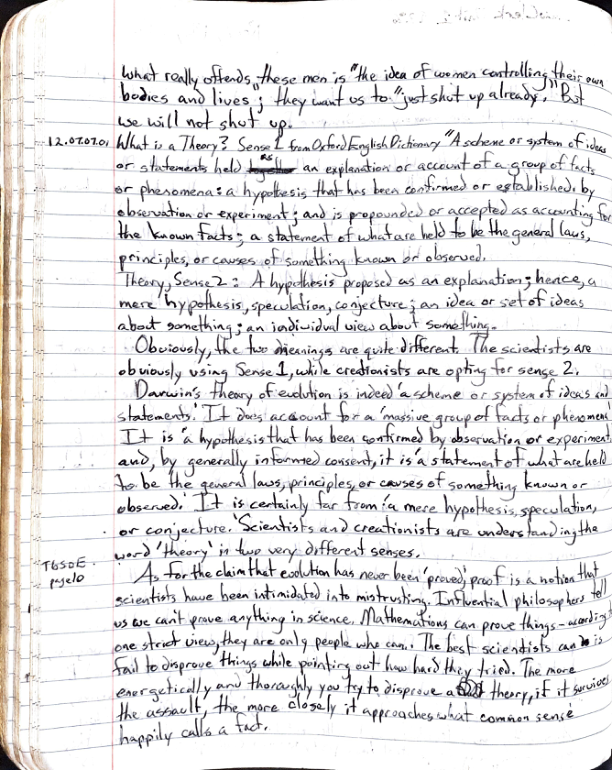 what really offends "these men is "the idea of women controlling their own
bodies and lives"; they want us to "just shut up already." But
we will not shut up.
12.07.07.01 What is a Theory? Sense 1 from Oxford English Dictionary "A scheme or system of ideas
or statements held as an explanation or account of a group of facts
or phenomena: a hypothesis that has been confirmed or established by
observation or experiment; and is propounded or accepted as accounting for
the known facts; a statement of what are held to be the general laws,
principles, or causes of something known or observed.
Theory, Sense 2: A hypothesis proposed as an explanation; hence, a
mere hypothesis, speculation, conjecture; an idea or set of ideas
about something; an individual view about something.
Obviously, the two meanings are quite different. The scientists are
obviously using Sense 1, while creationists are opting for sense 2.
Darwin's theory of evolution is indeed 'a scheme or system of ideas and
statements.' It does account for a 'massive group of facts or phenomena
It is 'a hypothesis that has been confirmed by observation or experiment
and, by generally informed consent, it is 'a statement of what are held
to be the general laws, principles, or causes of something known or
observed.' It is certainly far from 'a mere hypothesis, speculation,
or conjecture.' Scientists and creationists are understanding the
word 'theory' in two very different senses.
TGSOE
page 10
As for the claim that evolution has never been 'proved,' proof is a notion that
scientists have been intimidated into mistrusting. Influential philosophers tell
us we can't prove anything in science. Mathematicians can prove things - according
one strict view, they are only people who can.. The best scientists can is
fail to disprove things while pointing out how hard they tried. The more
energetically and thoroughly you try to disprove a theory, if it survives
the assault, the more closely it approaches what common sense
happily calls a fact.